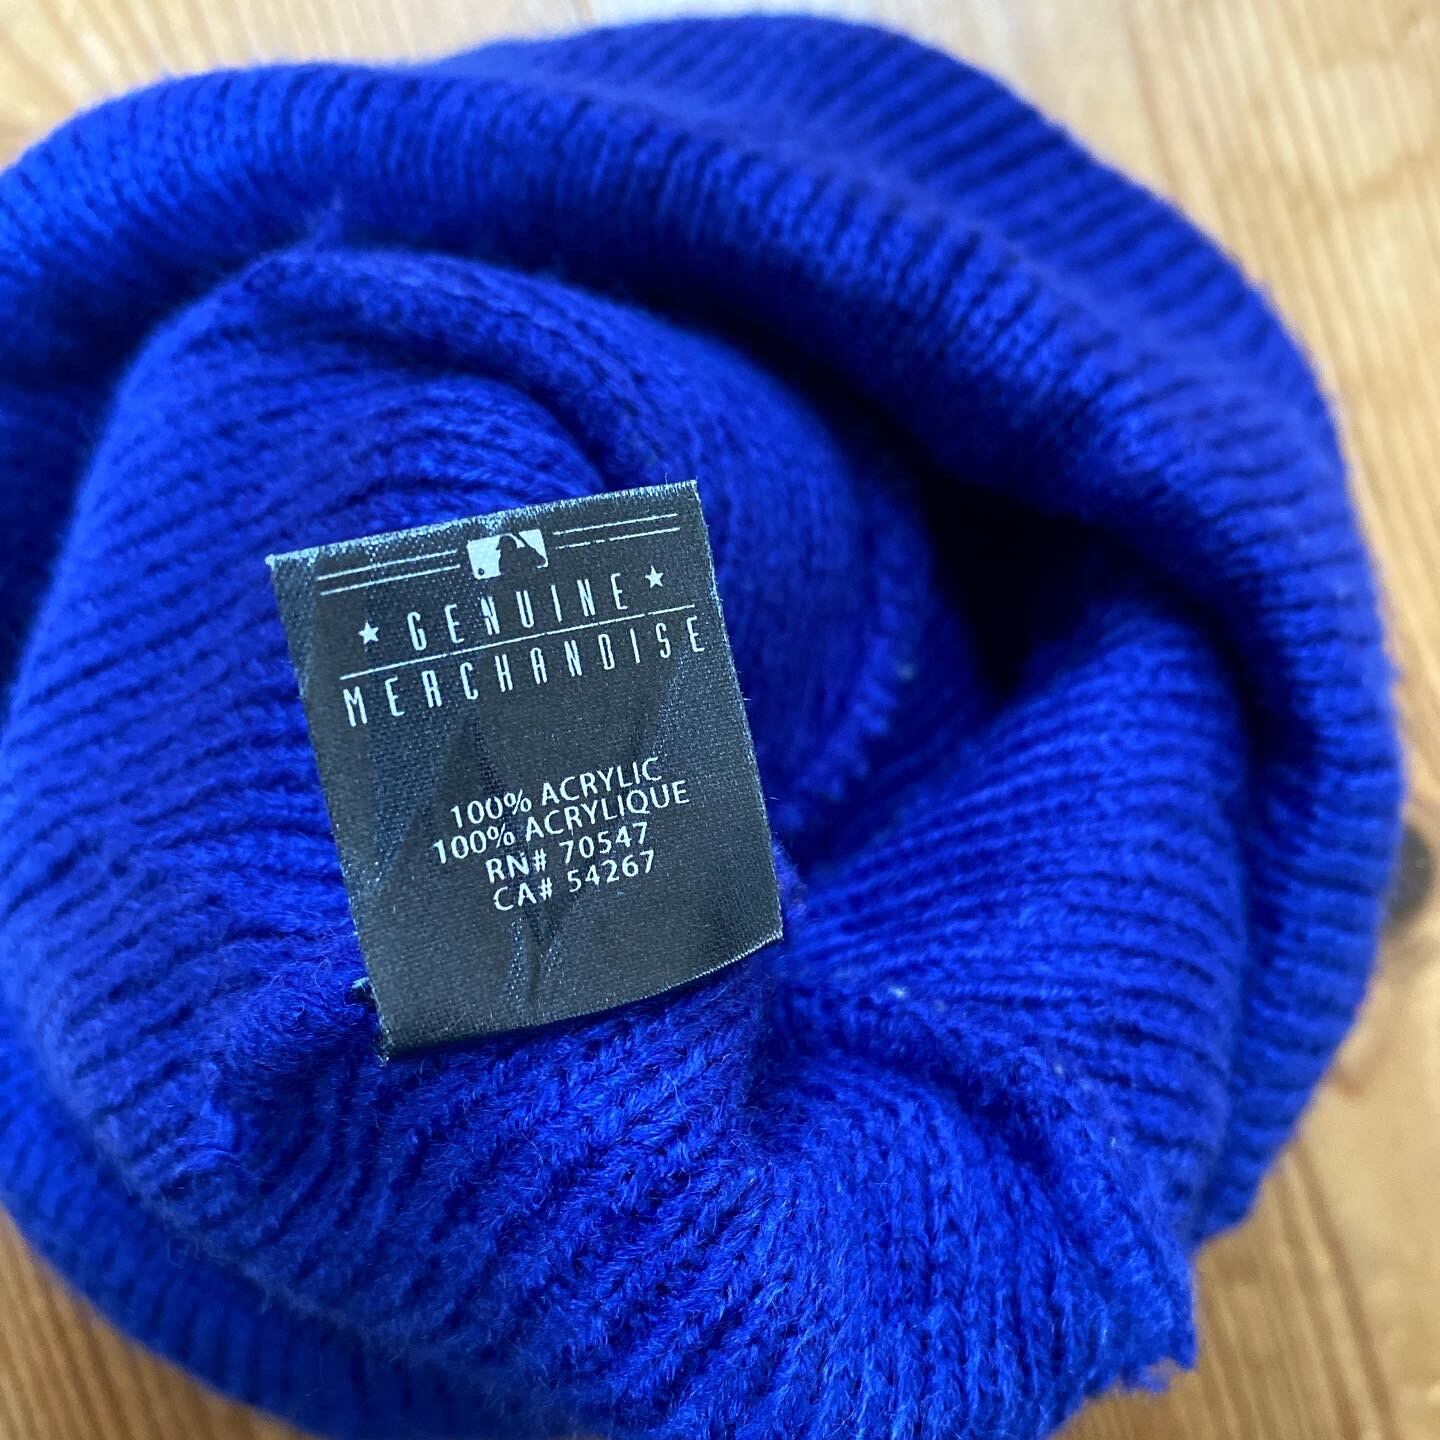 ★ GENUINE ★
MERCHANDISE
100% ACRYLIC
100% ACRYLIQUE
RN# 70547
CA# 54267